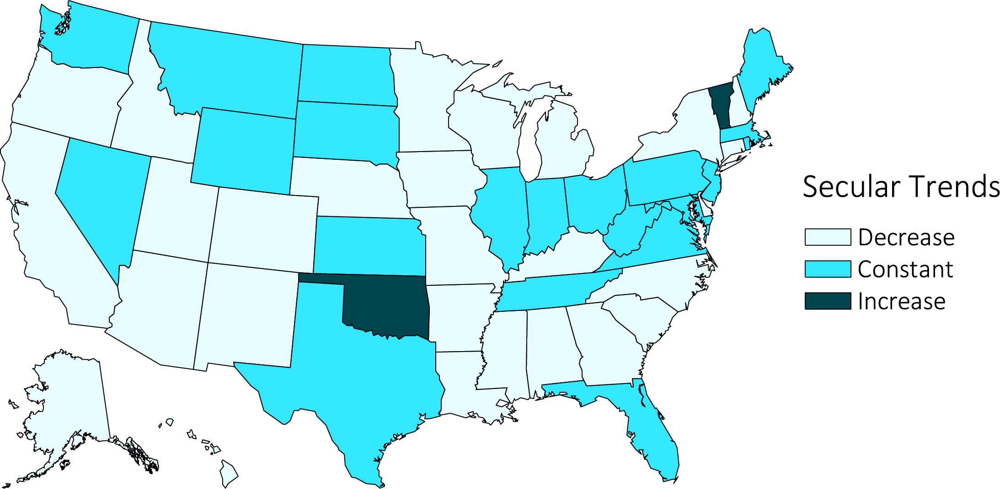 Secular Trends
Decrease
Constant
Increase